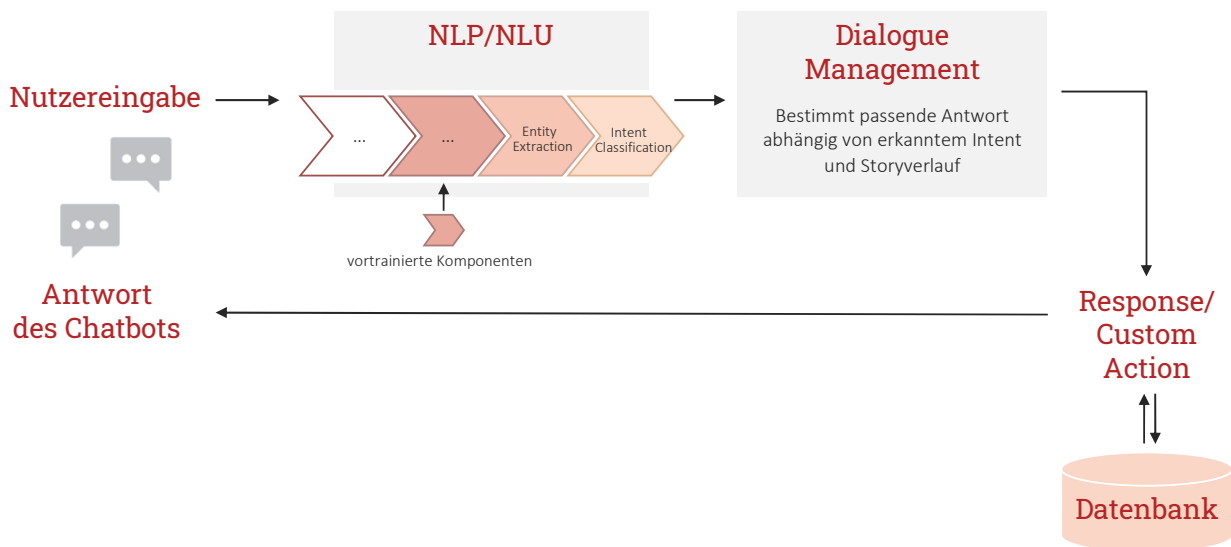 NLP/NLU
Dialogue
Management
Nutzereingabe
...
...
Entity
Extraction
Intent
Classification
Bestimmt passende Antwort
abhängig von erkanntem Intent
und Storyverlauf
vortrainierte Komponenten
Antwort
des Chatbots
Response/
Custom
Action
Datenbank